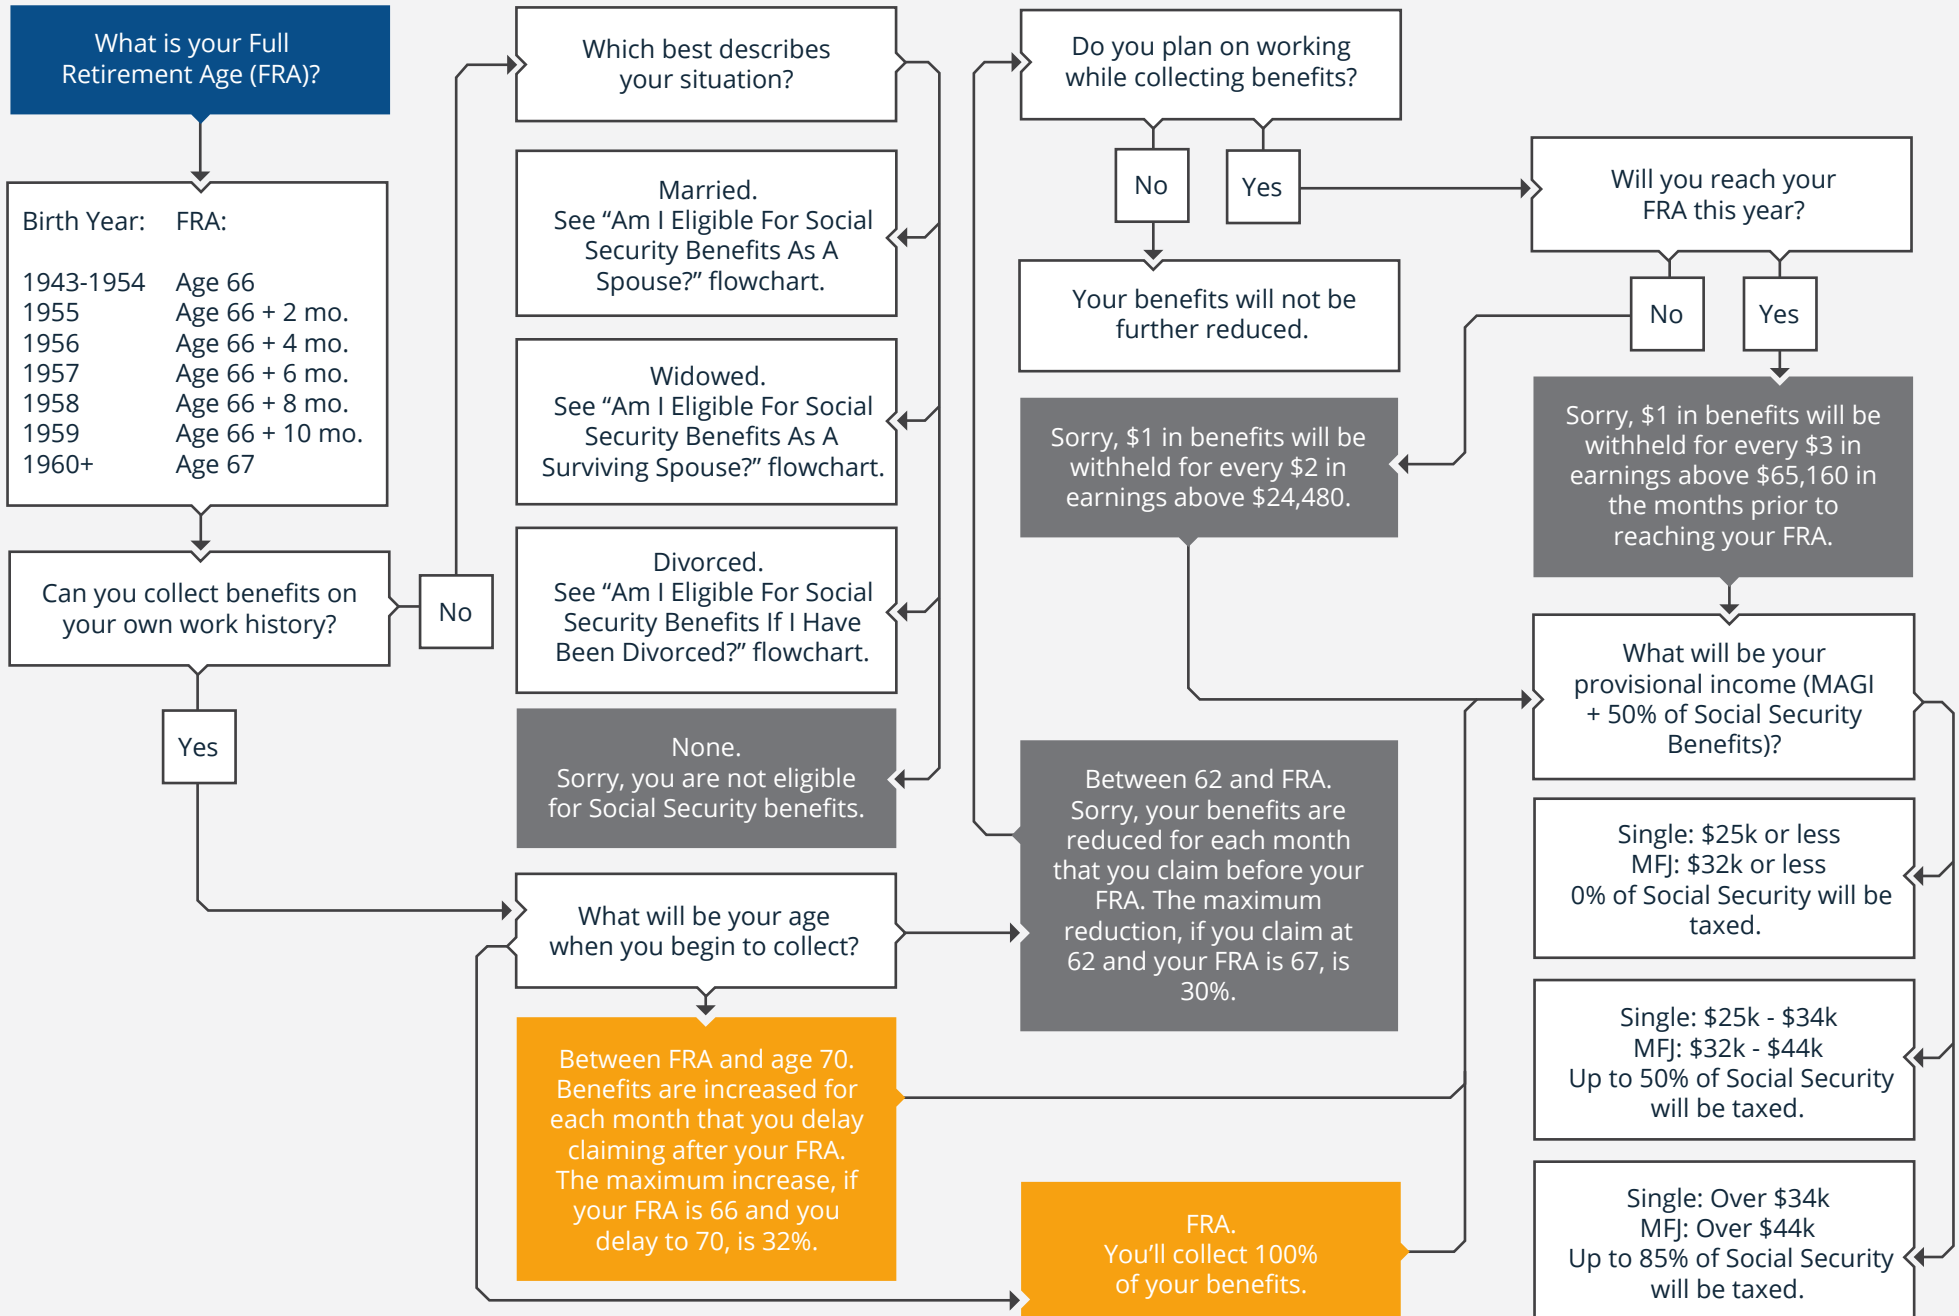 What is your Full
Retirement Age (FRA)?
Birth Year: FRA:
1943-1954 Age 66
1955 Age 66 + 2 mo.
1956 Age 66 + 4 mo.
1957 Age 66 + 6 mo.
1958 Age 66 + 8 mo.
1959 Age 66 + 10 mo.
1960+ Age 67
Can you collect benefits on
your own work history?
No
Yes
Which best describes
your situation?
Married.
See “Am I Eligible For Social
Security Benefits As A
Spouse?” flowchart.
Widowed.
See “Am I Eligible For Social
Security Benefits As A
Surviving Spouse?” flowchart.
Divorced.
See “Am I Eligible For Social
Security Benefits If I Have
Been Divorced?” flowchart.
None.
Sorry, you are not eligible
for Social Security benefits.
What will be your age
when you begin to collect?
Between FRA and age 70.
Benefits are increased for
each month that you delay
claiming after your FRA.
The maximum increase, if
your FRA is 66 and you
delay to 70, is 32%.
Do you plan on working
while collecting benefits?
No
Yes
Your benefits will not be
further reduced.
Sorry, $1 in benefits will be
withheld for every $2 in
earnings above $24,480.
Between 62 and FRA.
Sorry, your benefits are
reduced for each month
that you claim before your
FRA. The maximum
reduction, if you claim at
62 and your FRA is 67, is
30%.
FRA.
You’ll collect 100%
of your benefits.
Will you reach your
FRA this year?
No
Yes
Sorry, $1 in benefits will be
withheld for every $3 in
earnings above $65,160 in
the months prior to
reaching your FRA.
What will be your
provisional income (MAGI
+ 50% of Social Security
Benefits)?
Single: $25k or less
MFJ: $32k or less
0% of Social Security will be
taxed.
Single: $25k - $34k
MFJ: $32k - $44k
Up to 50% of Social Security
will be taxed.
Single: Over $34k
MFJ: Over $44k
Up to 85% of Social Security
will be taxed.